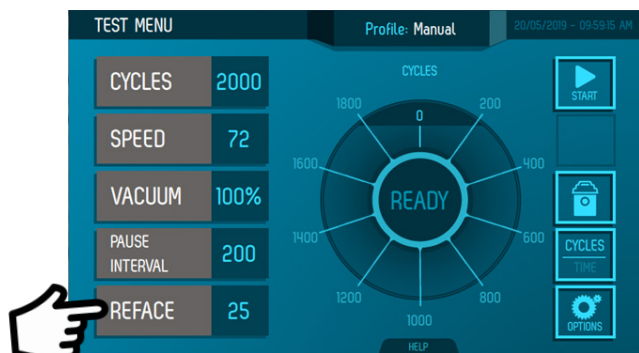 TEST MENU
Profile: Manual
20/05/2019 - 09:59:15 AM
CYCLES 2000
SPEED 72
VACUUM 100%
PAUSE INTERVAL 200
REFACE 25
CYCLES
0
200
400
600
800
1000
1200
1400
1600
1800
READY
HELP
START
CYCLES
TIME
OPTIONS